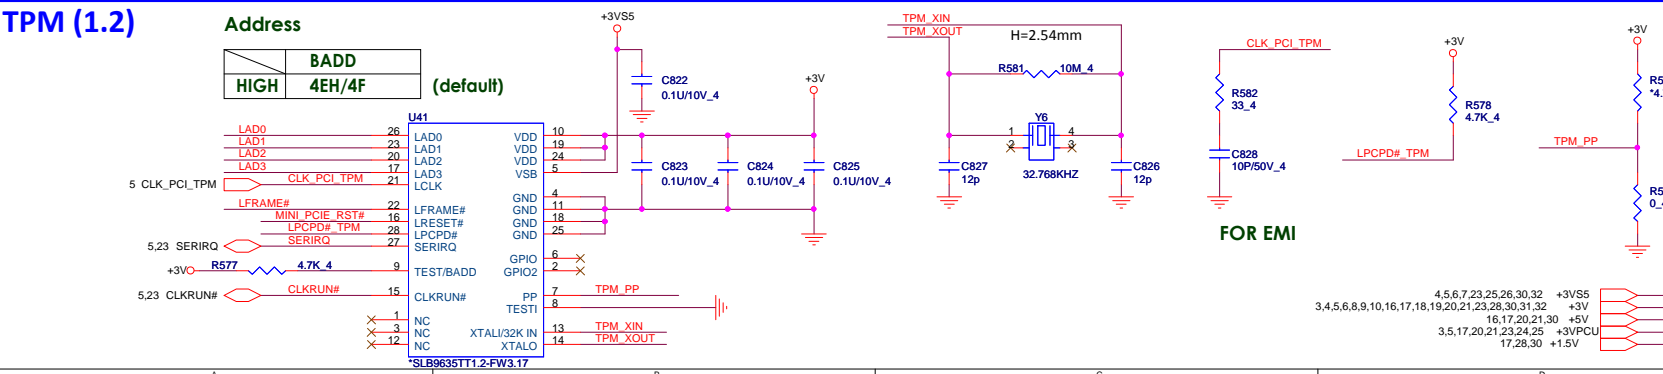 TPM (1.2)
Address
BADD
HIGH 4EH/4F (default)
+3VS5
C822
0.1U/10V_4
+3V
U41
LAD0 26 LAD0
LAD1 23 LAD1
LAD2 20 LAD2
LAD3 17 LAD3
5 CLK_PCI_TPM CLK_PCI_TPM 21 LCLK
LFRAME# 22 LFRAME#
MINI_PCIE_RST# 16 LRESET#
LPCPD#_TPM 28 LPCPD#
5,23 SERIRQ SERIRQ 27 SERIRQ
+3V R577 4.7K_4 9 TEST/BADD
5,23 CLKRUN# CLKRUN# 15 CLKRUN#
1 NC
3 NC
12 NC
VDD 10
VDD 19
VDD 24
VSB 5
GND 4
GND 11
GND 18
GND 25
GPIO 6
GPIO2 2
PP 7 TPM_PP
TESTI 8
XTALI/32K IN 13 TPM_XIN
XTALO 14 TPM_XOUT
*SLB9635TT1.2-FW3.17
C823
0.1U/10V_4
C824
0.1U/10V_4
C825
0.1U/10V_4
TPM_XIN
TPM_XOUT
H=2.54mm
R581 10M_4
Y6
1 4
2 3
32.768KHZ
C827
12p
C826
12p
CLK_PCI_TPM
R582
33_4
C828
10P/50V_4
FOR EMI
+3V
R578
4.7K_4
LPCPD#_TPM
+3V
TPM_PP
4,5,6,7,23,25,26,30,32 +3VS5
3,4,5,6,8,9,10,16,17,18,19,20,21,23,28,30,31,32 +3V
16,17,20,21,30 +5V
3,5,17,20,21,23,24,25 +3VPCU
17,28,30 +1.5V